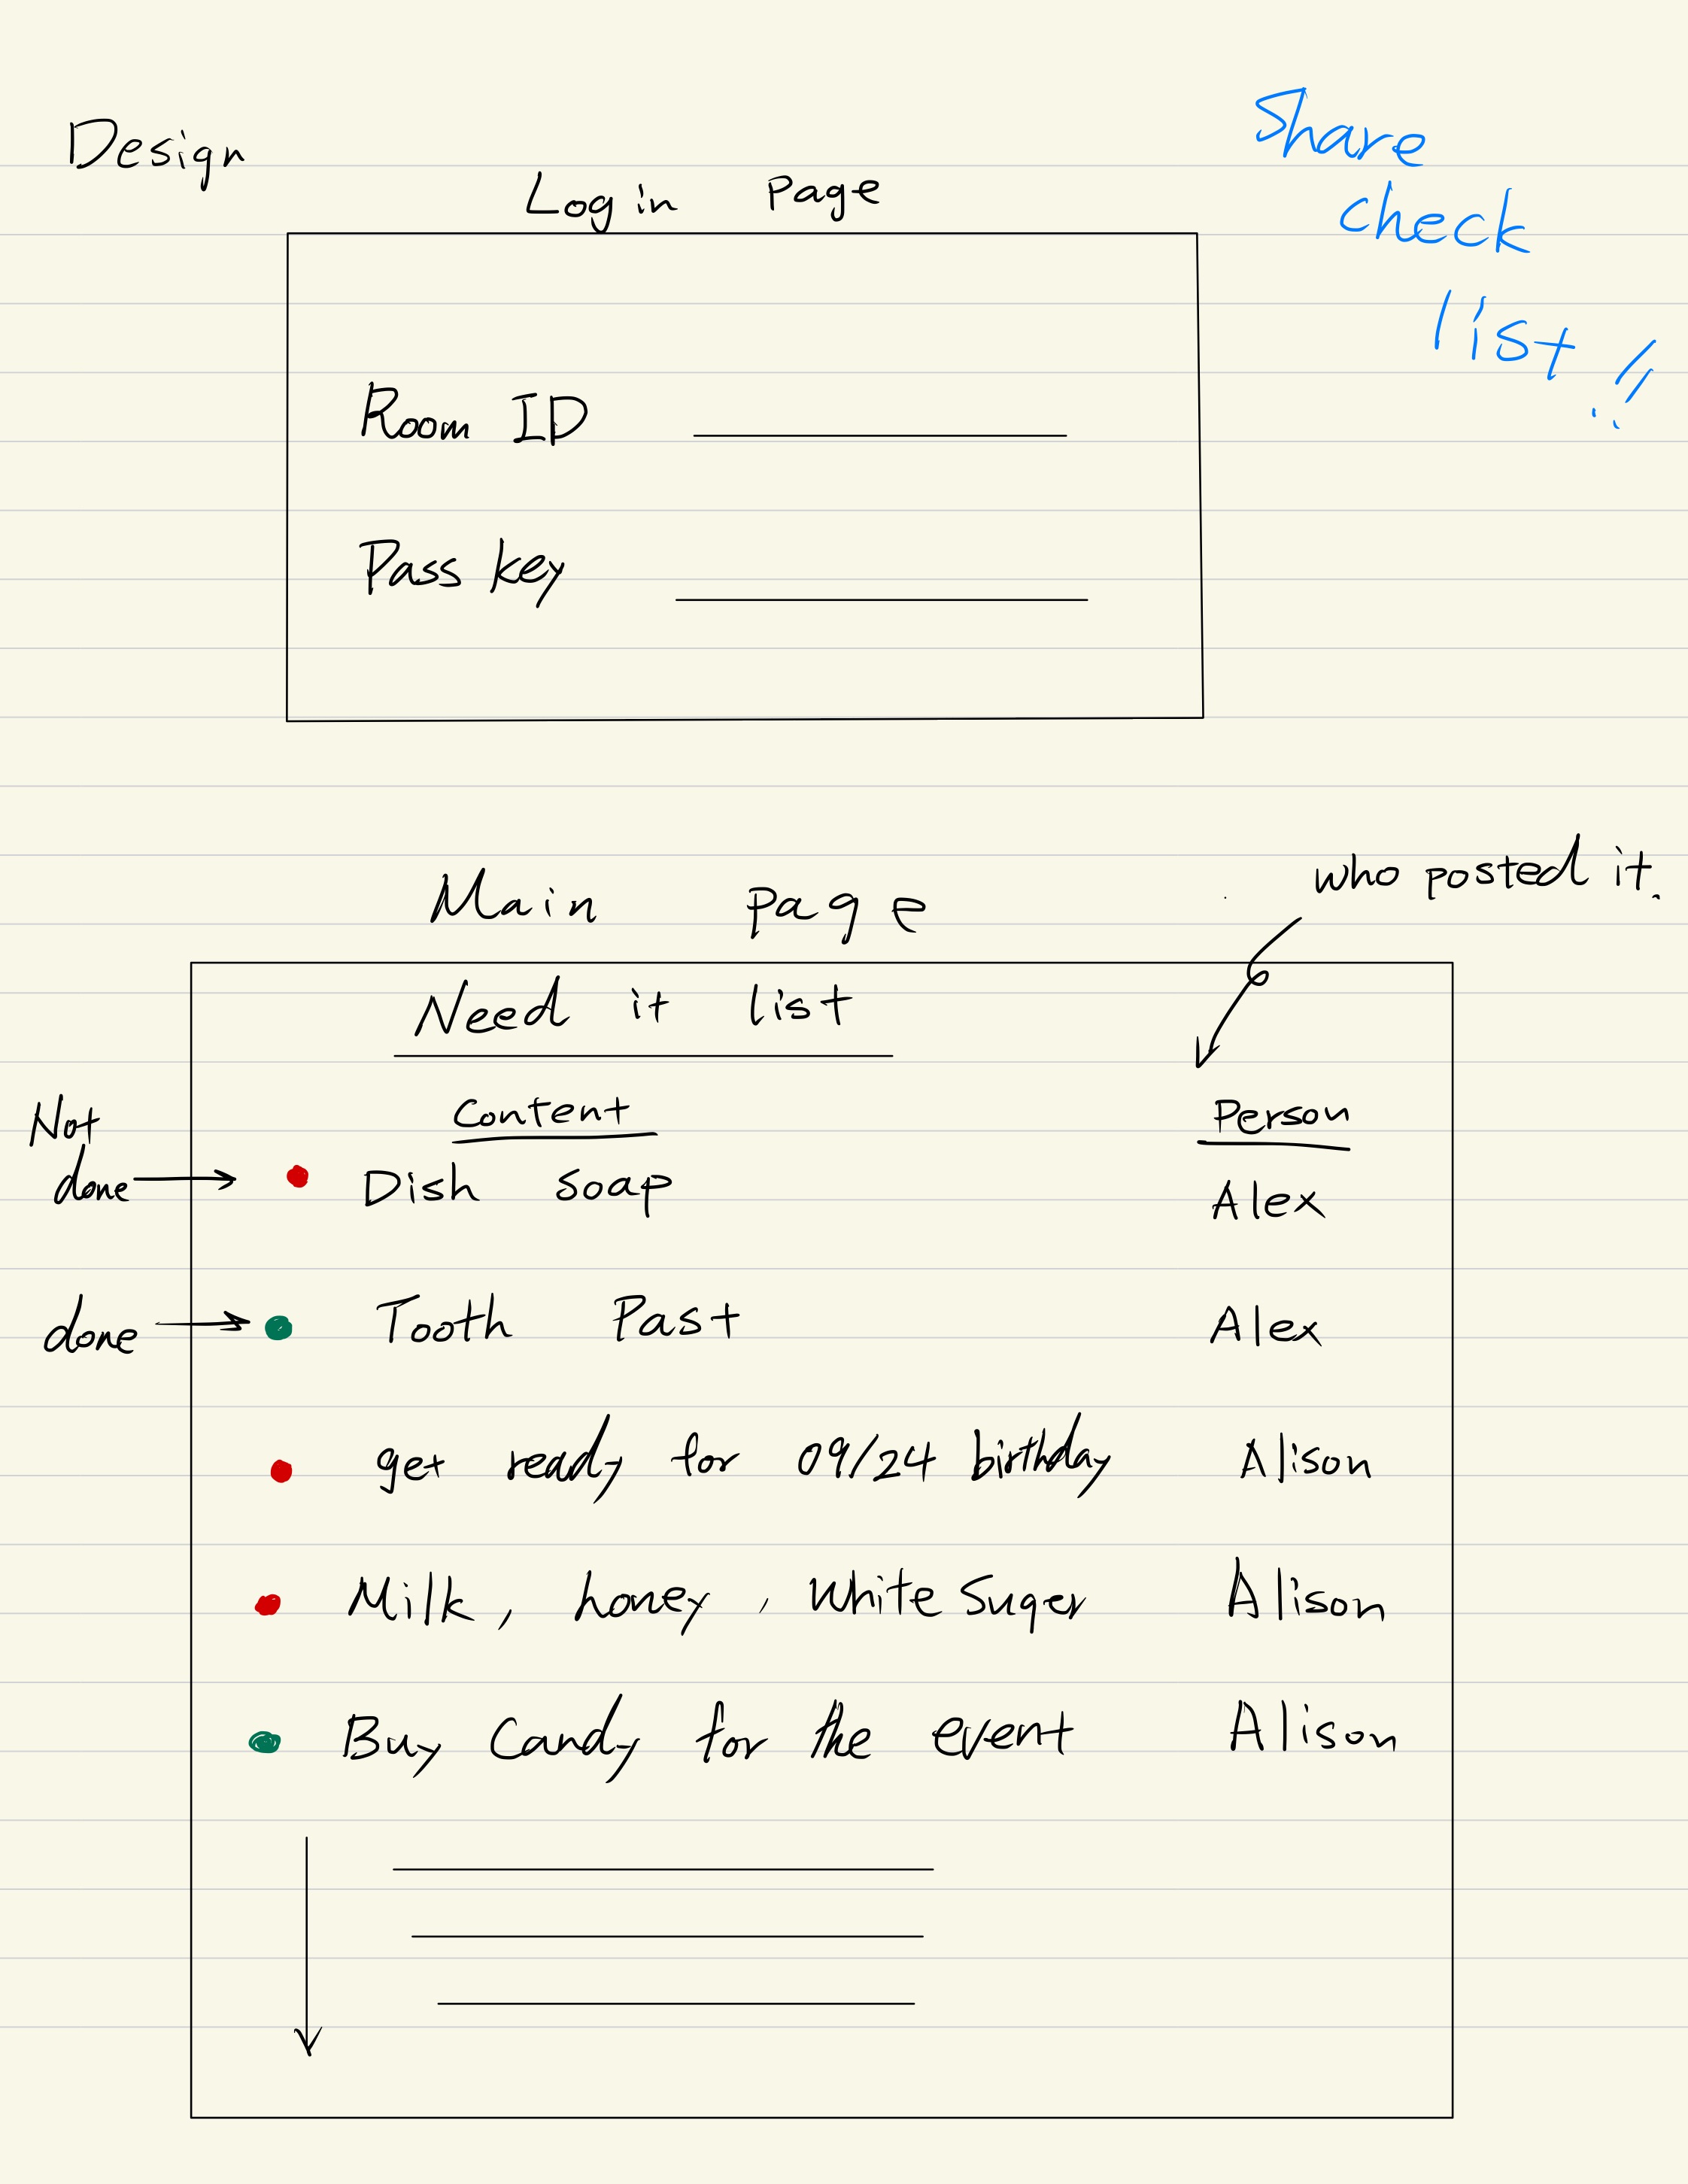 Design
Share
check
list!!
Login Page
Room ID
Pass key
Main page
who posted it.
Need it list
Content Person
Not
done
Dish soap Alex
done
Tooth Past Alex
get ready for 09/24 birthday Alison
Milk, honey, white Suger Alison
Buy Candy for the event Alison